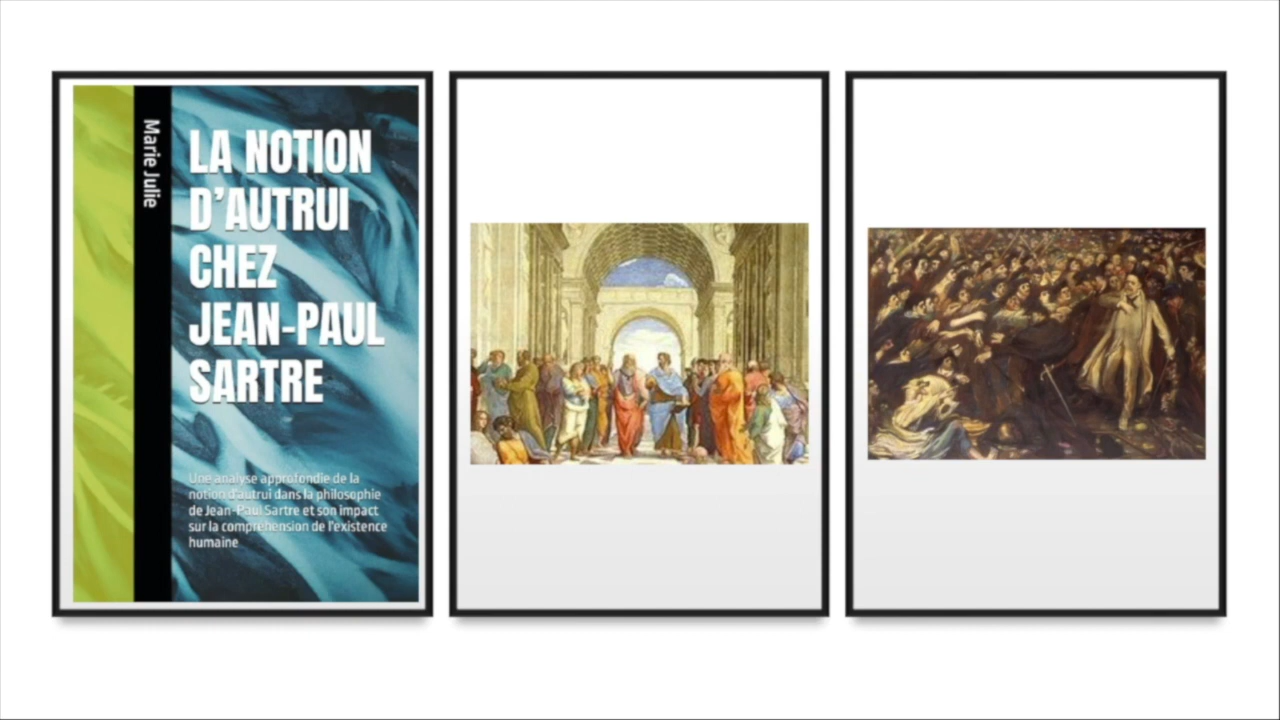 Marie Julie
LA NOTION
D'AUTRUI
CHEZ
JEAN-PAUL
SARTRE
Une analyse approfondie de la
notion d'autrui dans la philosophie
de Jean-Paul Sartre et son impact
sur la compréhension de l'existence
humaine